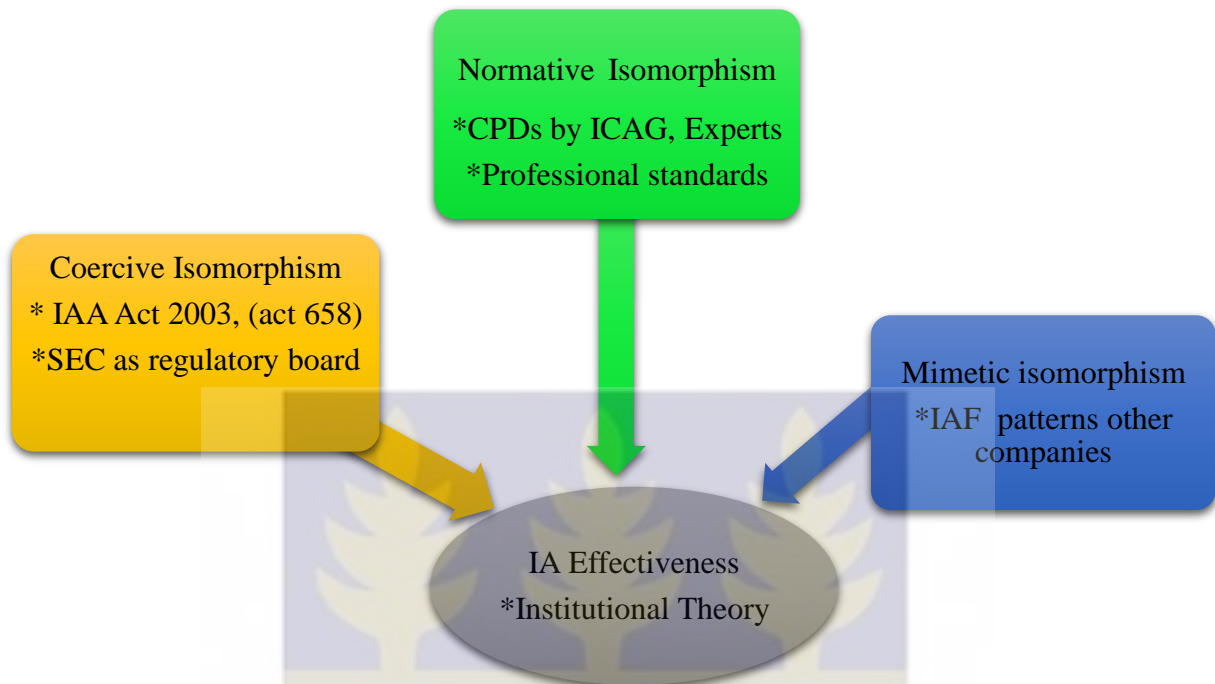 Normative Isomorphism
*CPDs by ICAG, Experts
*Professional standards
Coercive Isomorphism
* IAA Act 2003, (act 658)
*SEC as regulatory board
Mimetic isomorphism
*IAF patterns other
companies
IA Effectiveness
*Institutional Theory